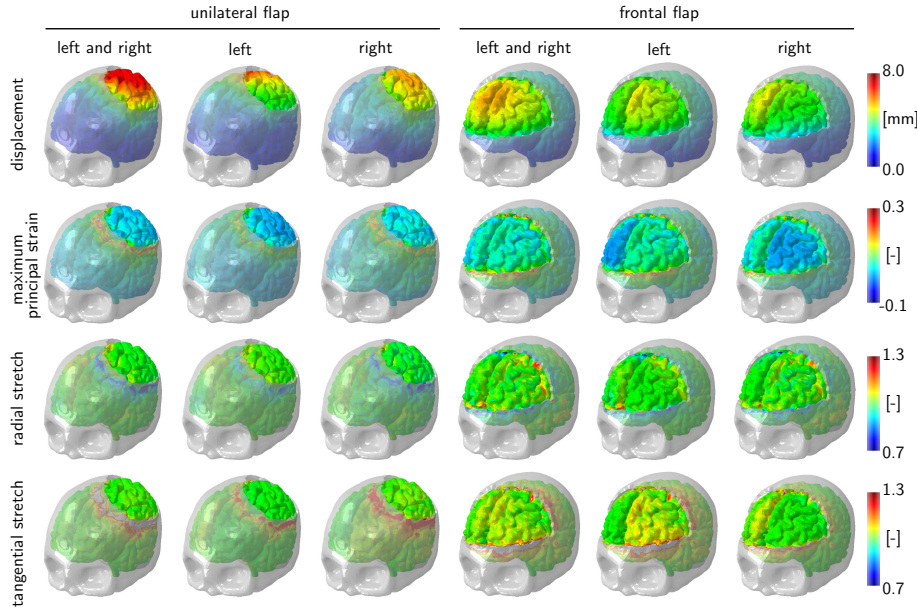 unilateral flap
frontal flap
left and right
left
right
left and right
left
right
displacement
8.0
[mm]
0.0
maximum
principal strain
0.3
[-]
-0.1
radial stretch
1.3
[-]
0.7
tangential stretch
1.3
[-]
0.7